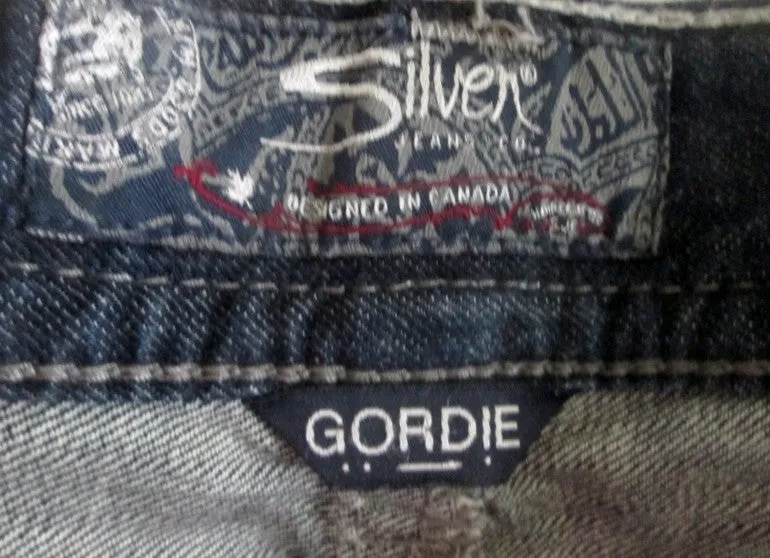 Silver®
JEANS CO.
DESIGNED IN CANADA
GORDIE